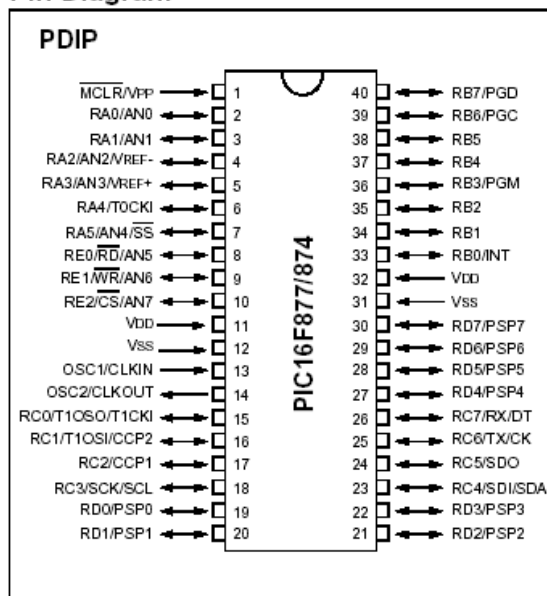 PDIP
MCLR/VPP 1 40 RB7/PGD
RA0/AN0 2 39 RB6/PGC
RA1/AN1 3 38 RB5
RA2/AN2/VREF- 4 37 RB4
RA3/AN3/VREF+ 5 36 RB3/PGM
RA4/T0CKI 6 35 RB2
RA5/AN4/SS 7 34 RB1
RE0/RD/AN5 8 33 RB0/INT
RE1/WR/AN6 9 32 VDD
RE2/CS/AN7 10 31 VSS
VDD 11 30 RD7/PSP7
VSS 12 29 RD6/PSP6
OSC1/CLKIN 13 28 RD5/PSP5
OSC2/CLKOUT 14 27 RD4/PSP4
RC0/T1OSO/T1CKI 15 26 RC7/RX/DT
RC1/T1OSI/CCP2 16 25 RC6/TX/CK
RC2/CCP1 17 24 RC5/SDO
RC3/SCK/SCL 18 23 RC4/SDI/SDA
RD0/PSP0 19 22 RD3/PSP3
RD1/PSP1 20 21 RD2/PSP2
PIC16F877/874